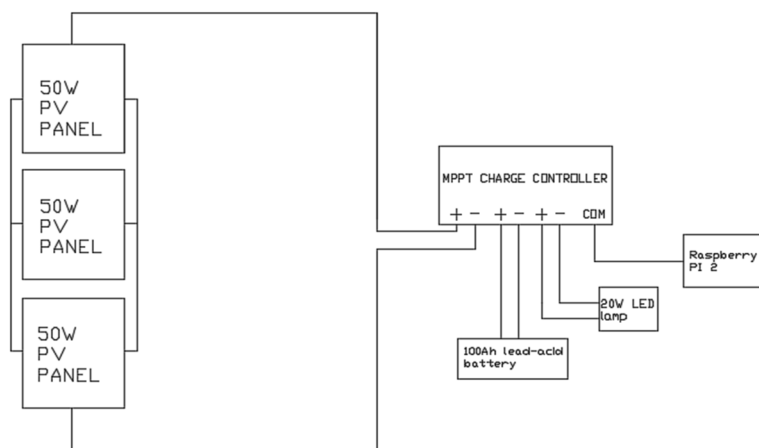 50W
PV
PANEL
50W
PV
PANEL
50W
PV
PANEL
MPPT CHARGE CONTROLLER
+ - + - + - COM
Raspberry
PI 2
20W LED
lamp
100Ah lead-acid
battery